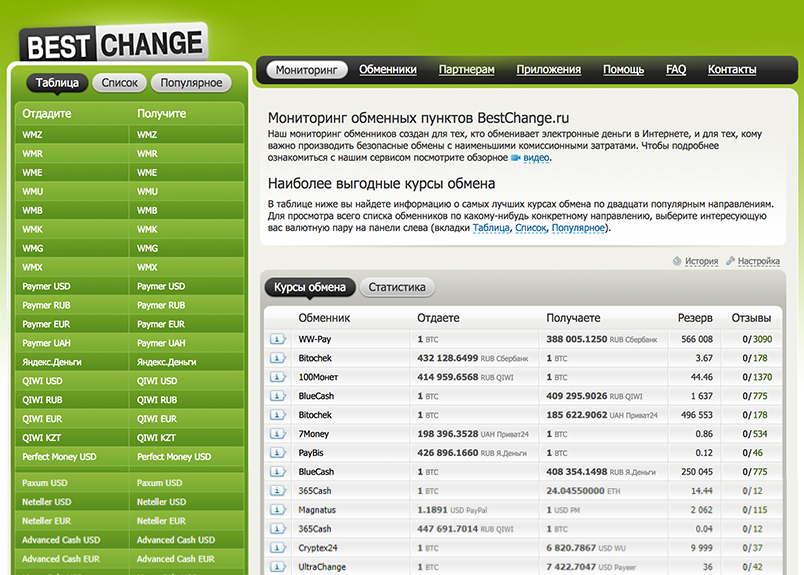 BEST CHANGE
Мониторинг Обменники Партнерам Приложения Помощь FAQ Контакты
Таблица Список Популярное
Отдадите Получите
WMZ WMZ
WMR WMR
WME WME
WMU WMU
WMB WMB
WMK WMK
WMG WMG
WMX WMX
Paymer USD Paymer USD
Paymer RUB Paymer RUB
Paymer EUR Paymer EUR
Paymer UAH Paymer UAH
Яндекс.Деньги Яндекс.Деньги
QIWI USD QIWI USD
QIWI RUB QIWI RUB
QIWI EUR QIWI EUR
QIWI KZT QIWI KZT
Perfect Money USD Perfect Money USD
Paxum USD Paxum USD
Neteller USD Neteller USD
Neteller EUR Neteller EUR
Advanced Cash USD Advanced Cash USD
Advanced Cash EUR Advanced Cash EUR
Мониторинг обменных пунктов BestChange.ru
Наш мониторинг обменников создан для тех, кто обменивает электронные деньги в Интернете, и для тех, кому
важно производить безопасные обмены с наименьшими комиссионными затратами. Чтобы подробнее
ознакомиться с нашим сервисом посмотрите обзорное видео.
Наиболее выгодные курсы обмена
В таблице ниже вы найдете информацию о самых лучших курсах обмена по двадцати популярным направлениям.
Для просмотра всего списка обменников по какому-нибудь конкретному направлению, выберите интересующую
вас валютную пару на панели слева (вкладки Таблица, Список, Популярное).
История Настройка
Курсы обмена Статистика
Обменник Отдаете Получаете Резерв Отзывы
WW-Pay 1 BTC 388 005.1250 RUB Сбербанк 566 008 0/3090
Bitochek 432 128.6499 RUB Сбербанк 1 BTC 3.67 0/178
100Монет 414 959.6568 RUB QIWI 1 BTC 44.46 0/1370
BlueCash 1 BTC 409 295.9026 RUB QIWI 1 637 0/775
Bitochek 1 BTC 185 622.9062 UAH Приват24 496 553 0/178
7Money 198 396.3528 UAH Приват24 1 BTC 0.86 0/534
PayBis 426 896.1660 RUB Я.Деньги 1 BTC 0.12 0/46
BlueCash 1 BTC 408 354.1498 RUB Я.Деньги 250 045 0/775
365Cash 1 BTC 24.04550000 ETH 14.44 0/12
Magnatus 1.1891 USD PayPal 1 USD PM 2 062 0/115
365Cash 447 691.7014 RUB QIWI 1 BTC 0.04 0/12
Cryptex24 1 BTC 6 820.7867 USD WU 9 999 0/37
UltraChange 1 BTC 7 422.7047 USD Payeer 36 0/42